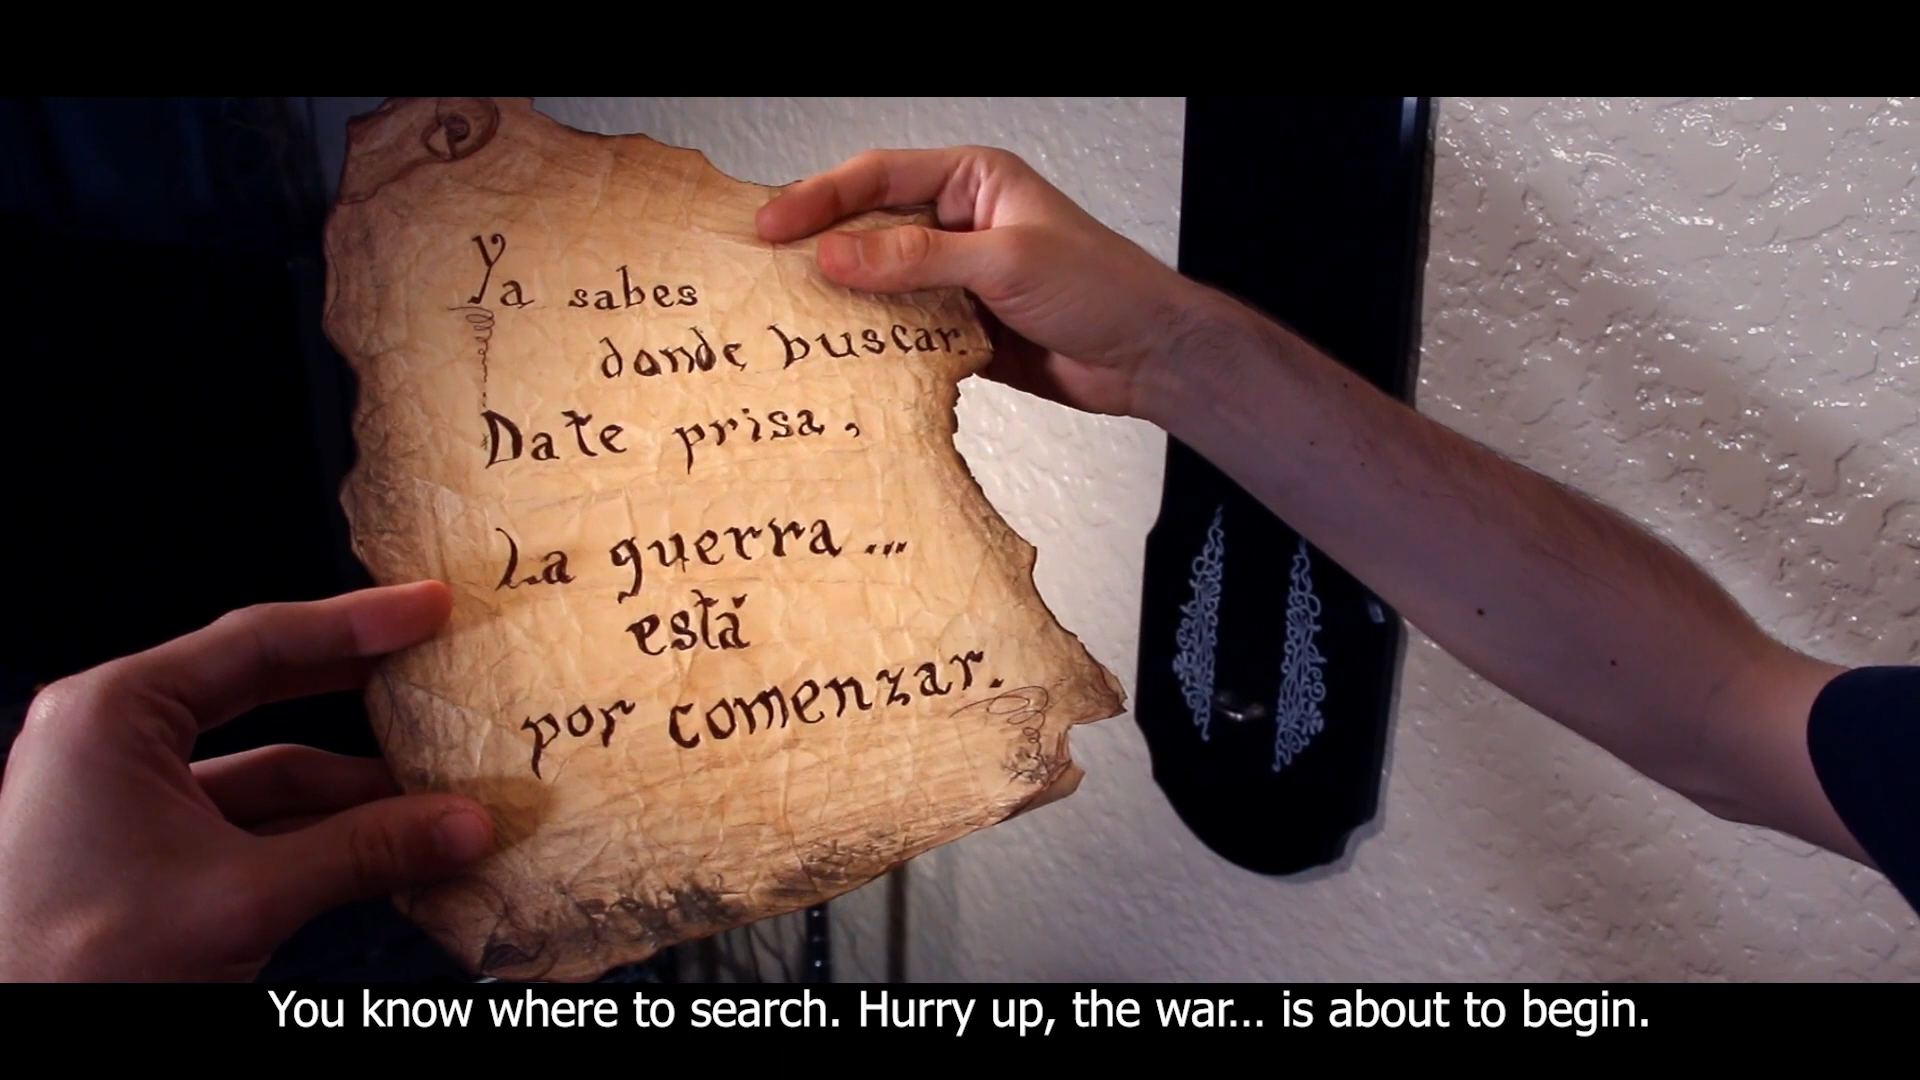 Ya sabes
donde buscar.
Date prisa,
La guerra...
está
por comenzar.
You know where to search. Hurry up, the war... is about to begin.